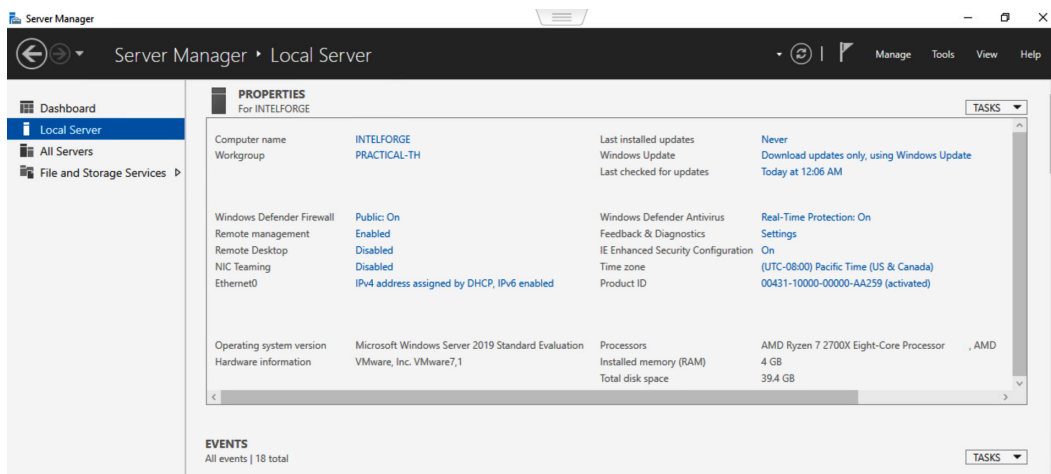 Server Manager
Server Manager ‣ Local Server
Manage Tools View Help
Dashboard
Local Server
All Servers
File and Storage Services
PROPERTIES
For INTELFORGE
TASKS
Computer name INTELFORGE Last installed updates Never
Workgroup PRACTICAL-TH Windows Update Download updates only, using Windows Update
Last checked for updates Today at 12:06 AM
Windows Defender Firewall Public: On Windows Defender Antivirus Real-Time Protection: On
Remote management Enabled Feedback & Diagnostics Settings
Remote Desktop Disabled IE Enhanced Security Configuration On
NIC Teaming Disabled Time zone (UTC-08:00) Pacific Time (US & Canada)
Ethernet0 IPv4 address assigned by DHCP, IPv6 enabled Product ID 00431-10000-00000-AA259 (activated)
Operating system version Microsoft Windows Server 2019 Standard Evaluation Processors AMD Ryzen 7 2700X Eight-Core Processor , AMD
Hardware information VMware, Inc. VMware7,1 Installed memory (RAM) 4 GB
Total disk space 39.4 GB
EVENTS
All events | 18 total
TASKS